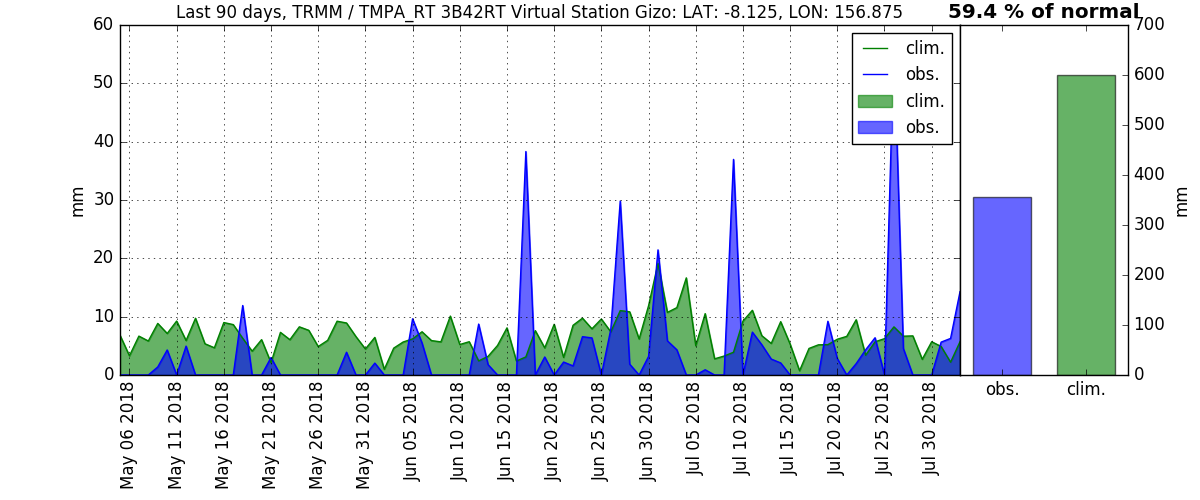 Last 90 days, TRMM / TMPA_RT 3B42RT Virtual Station Gizo: LAT: -8.125, LON: 156.875
59.4 % of normal
clim.
obs.
clim.
obs.
60
50
40
30
20
10
0
mm
700
600
500
400
300
200
100
0
mm
May 06 2018
May 11 2018
May 16 2018
May 21 2018
May 26 2018
May 31 2018
Jun 05 2018
Jun 10 2018
Jun 15 2018
Jun 20 2018
Jun 25 2018
Jun 30 2018
Jul 05 2018
Jul 10 2018
Jul 15 2018
Jul 20 2018
Jul 25 2018
Jul 30 2018
obs.
clim.